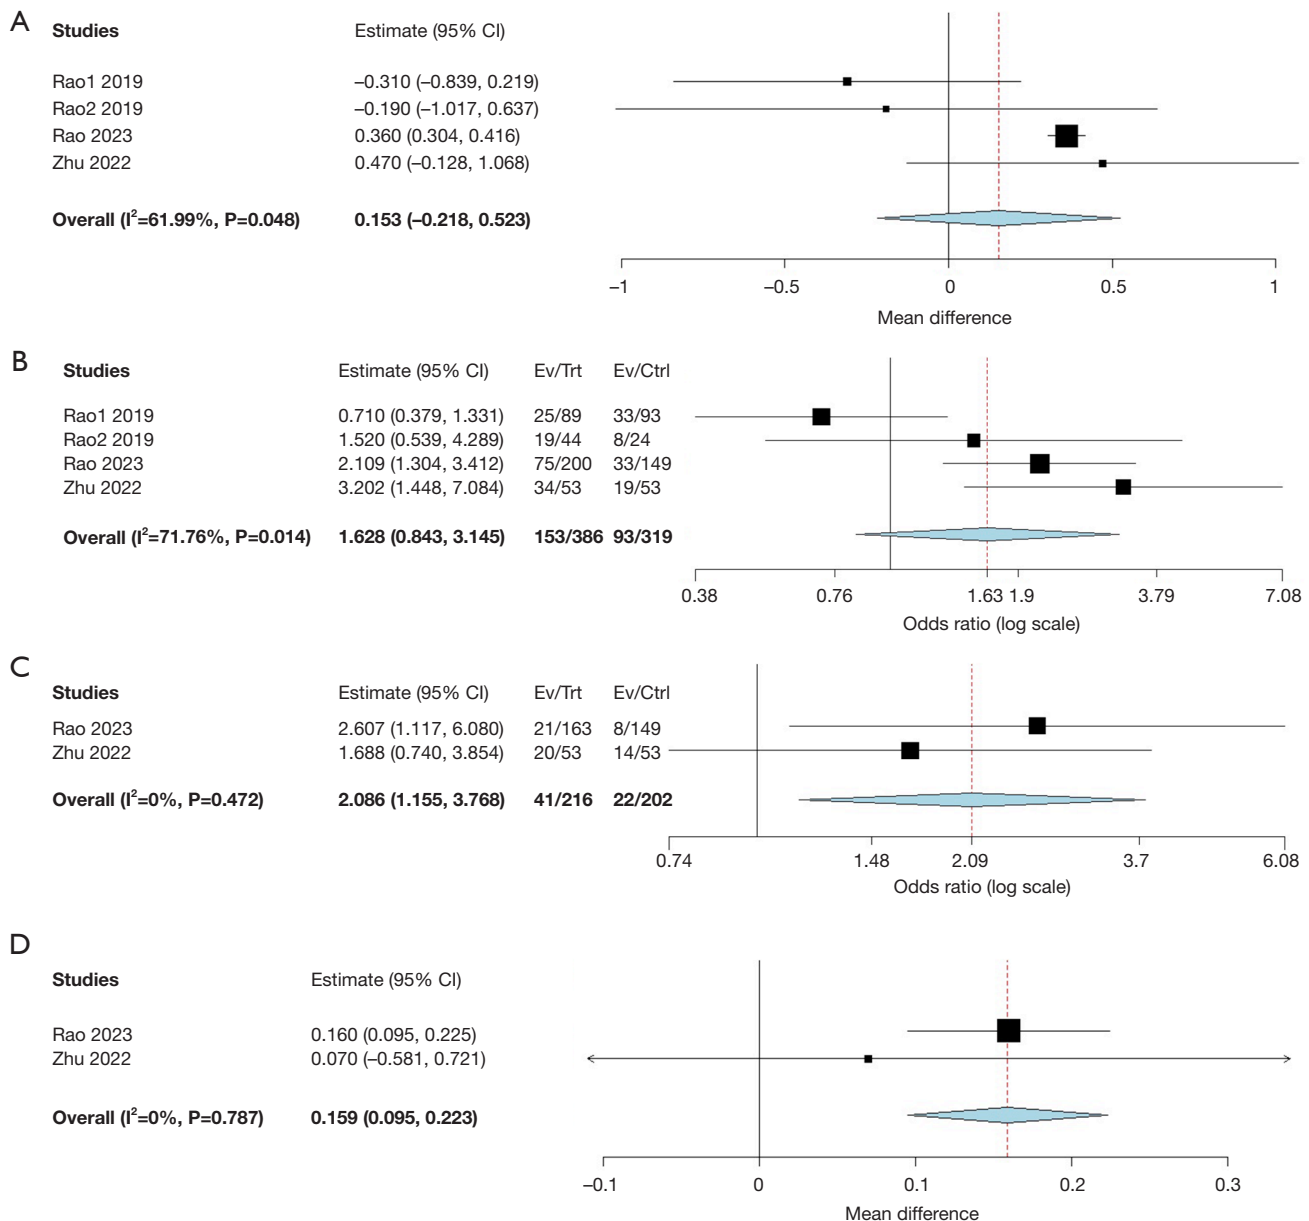 A
Studies Estimate (95% CI)
Rao1 2019 –0.310 (–0.839, 0.219)
Rao2 2019 –0.190 (–1.017, 0.637)
Rao 2023 0.360 (0.304, 0.416)
Zhu 2022 0.470 (–0.128, 1.068)
Overall (I²=61.99%, P=0.048) 0.153 (–0.218, 0.523)
–1 –0.5 0 0.5 1
Mean difference
B
Studies Estimate (95% CI) Ev/Trt Ev/Ctrl
Rao1 2019 0.710 (0.379, 1.331) 25/89 33/93
Rao2 2019 1.520 (0.539, 4.289) 19/44 8/24
Rao 2023 2.109 (1.304, 3.412) 75/200 33/149
Zhu 2022 3.202 (1.448, 7.084) 34/53 19/53
Overall (I²=71.76%, P=0.014) 1.628 (0.843, 3.145) 153/386 93/319
0.38 0.76 1.63 1.9 3.79 7.08
Odds ratio (log scale)
C
Studies Estimate (95% CI) Ev/Trt Ev/Ctrl
Rao 2023 2.607 (1.117, 6.080) 21/163 8/149
Zhu 2022 1.688 (0.740, 3.854) 20/53 14/53
Overall (I²=0%, P=0.472) 2.086 (1.155, 3.768) 41/216 22/202
0.74 1.48 2.09 3.7 6.08
Odds ratio (log scale)
D
Studies Estimate (95% CI)
Rao 2023 0.160 (0.095, 0.225)
Zhu 2022 0.070 (–0.581, 0.721)
Overall (I²=0%, P=0.787) 0.159 (0.095, 0.223)
–0.1 0 0.1 0.2 0.3
Mean difference